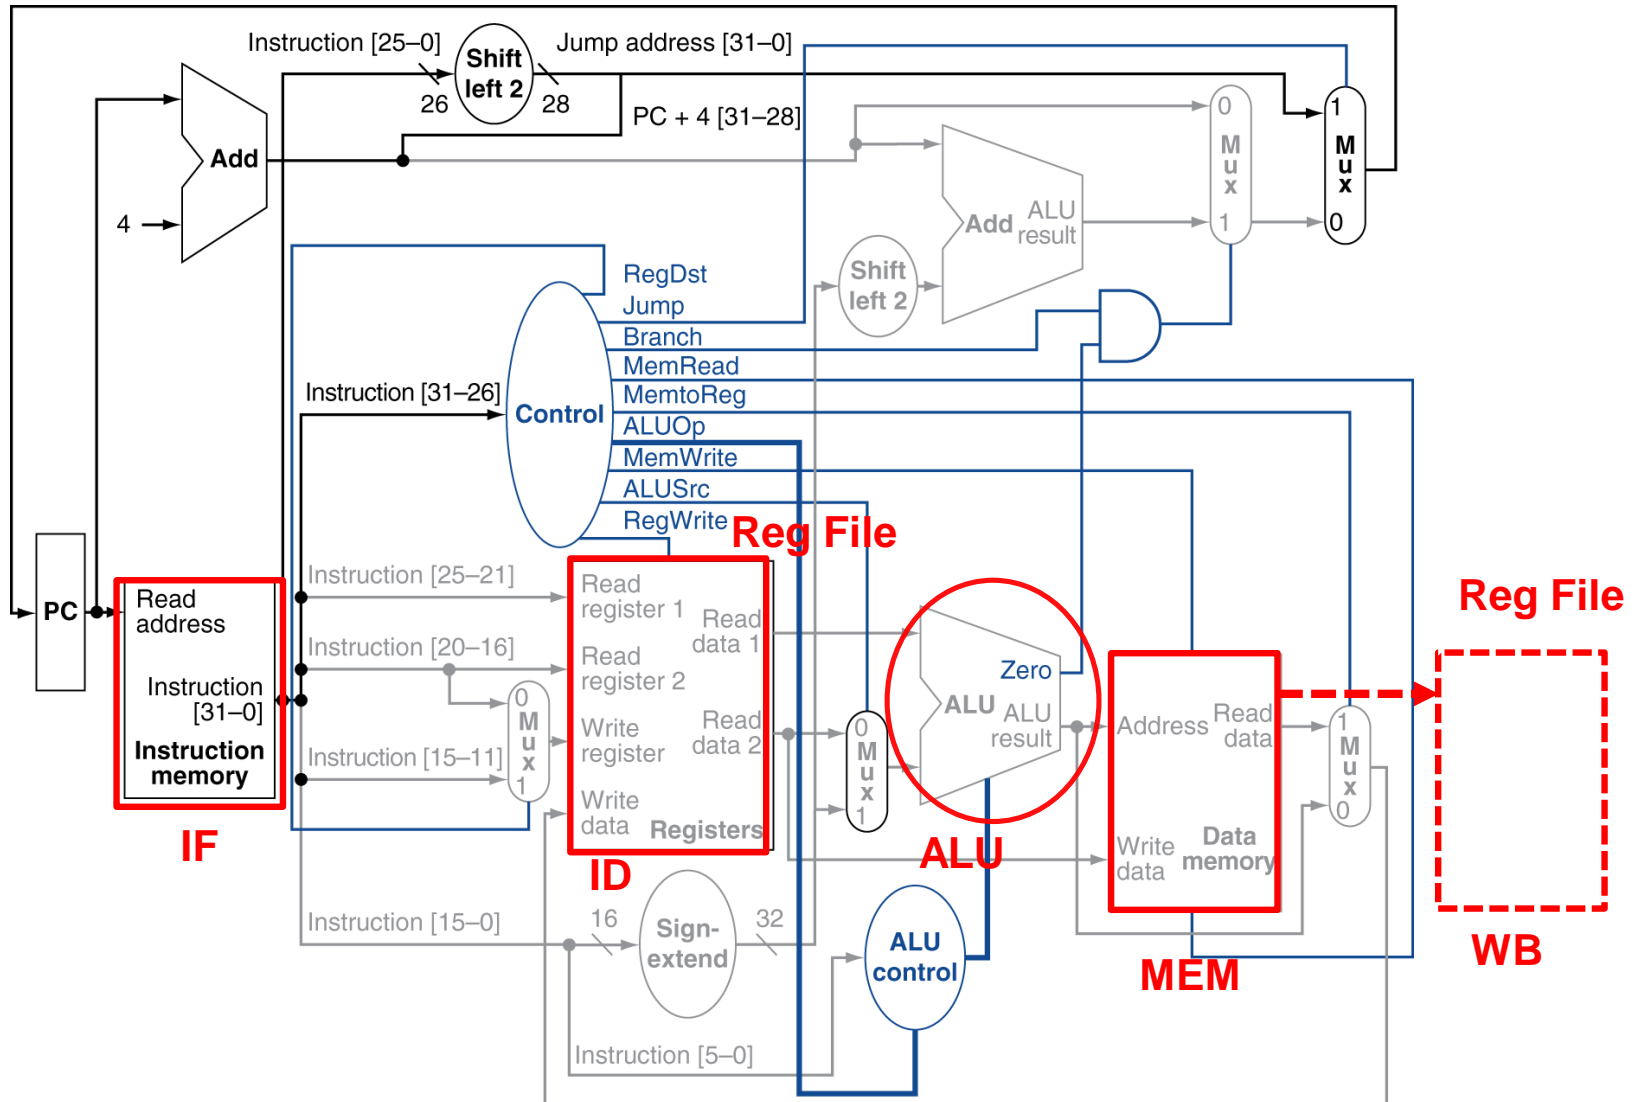 Instruction [25–0]
Shift
left 2
Jump address [31–0]
26
28
PC + 4 [31–28]
Add
4
0
M
u
x
1
1
M
u
x
0
Add
ALU
result
Shift
left 2
RegDst
Jump
Branch
MemRead
MemtoReg
ALUOp
MemWrite
ALUSrc
RegWrite
Instruction [31–26]
Control
Reg File
Reg File
PC
Read
address
Instruction
[31–0]
Instruction
memory
IF
Instruction [25–21]
Instruction [20–16]
Instruction [15–11]
0
M
u
x
1
Read
register 1
Read
register 2
Write
register
Write
data
Read
data 1
Read
data 2
Registers
ID
0
M
u
x
1
Zero
ALU
ALU
result
ALU
Address
Read
data
Write
data
Data
memory
MEM
1
M
u
x
0
WB
Instruction [15–0]
16
Sign-
extend
32
ALU
control
Instruction [5–0]